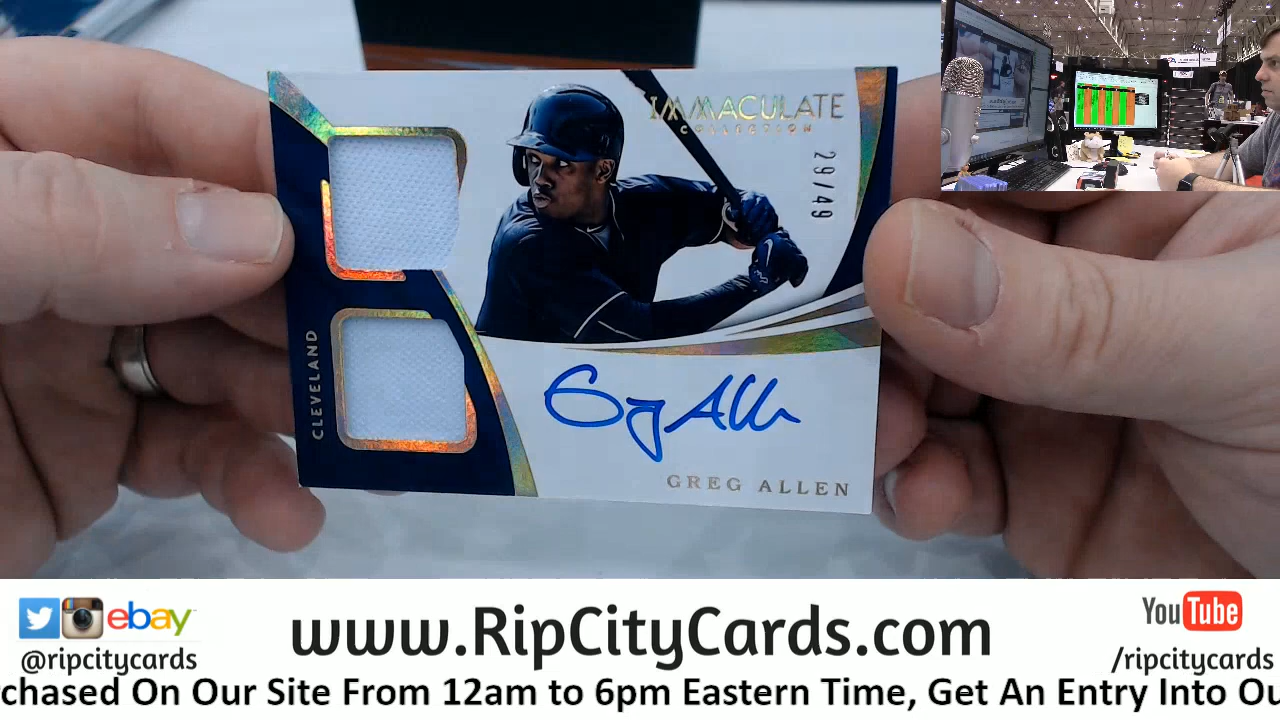 IMMACULATE
COLLECTION
29/49
CLEVELAND
Greg Allen
GREG ALLEN
ebay
@ripcitycards
www.RipCityCards.com
YouTube
/ripcitycards
rchased On Our Site From 12am to 6pm Eastern Time, Get An Entry Into Ou